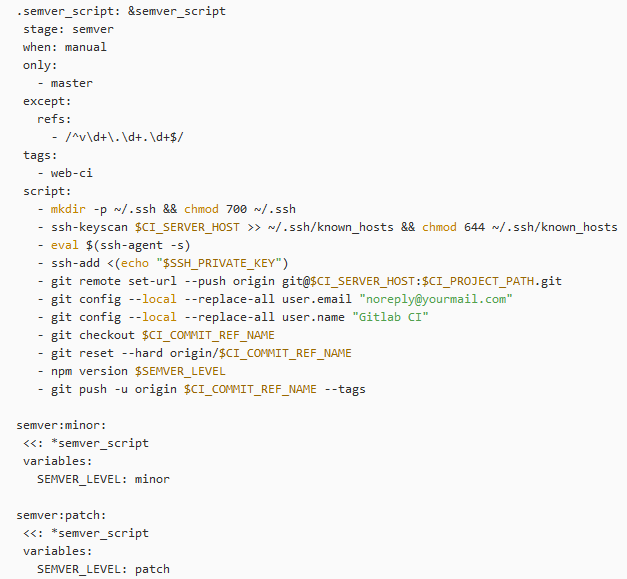 .semver_script: &semver_script
 stage: semver
 when: manual
 only:
   - master
 except:
   refs:
     - /^v\d+\.\d+.\d+$/
 tags:
   - web-ci
 script:
   - mkdir -p ~/.ssh && chmod 700 ~/.ssh
   - ssh-keyscan $CI_SERVER_HOST >> ~/.ssh/known_hosts && chmod 644 ~/.ssh/known_hosts
   - eval $(ssh-agent -s)
   - ssh-add <(echo "$SSH_PRIVATE_KEY")
   - git remote set-url --push origin git@$CI_SERVER_HOST:$CI_PROJECT_PATH.git
   - git config --local --replace-all user.email "noreply@yourmail.com"
   - git config --local --replace-all user.name "Gitlab CI"
   - git checkout $CI_COMMIT_REF_NAME
   - git reset --hard origin/$CI_COMMIT_REF_NAME
   - npm version $SEMVER_LEVEL
   - git push -u origin $CI_COMMIT_REF_NAME --tags

semver:minor:
 <<: *semver_script
 variables:
   SEMVER_LEVEL: minor

semver:patch:
 <<: *semver_script
 variables:
   SEMVER_LEVEL: patch